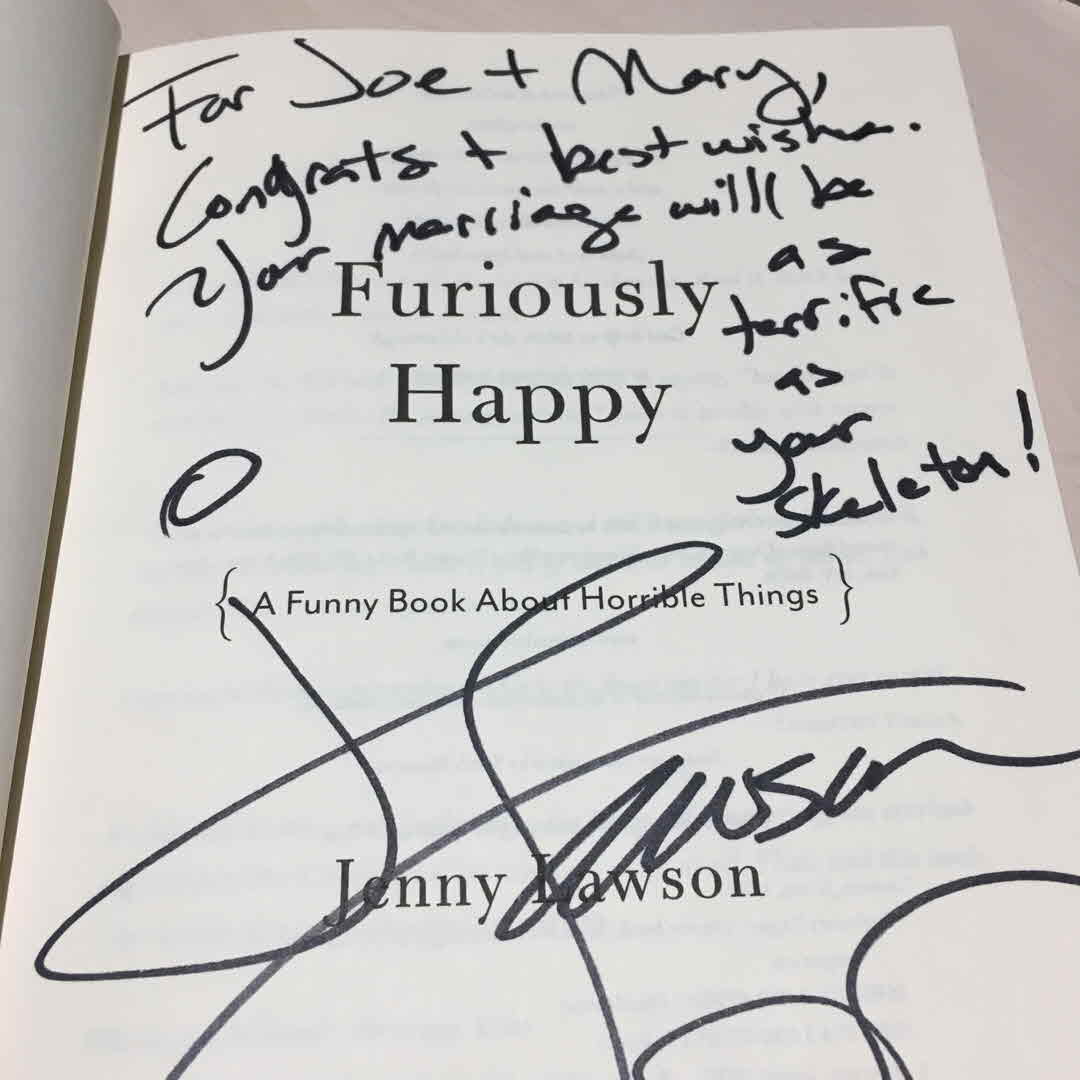 For Joe + Mary,
Congrats + best wishes.
Your marriage will be
as
terrific
as
your
skeleton!
Furiously
Happy
{ A Funny Book About Horrible Things }
J Lawson
Jenny Lawson